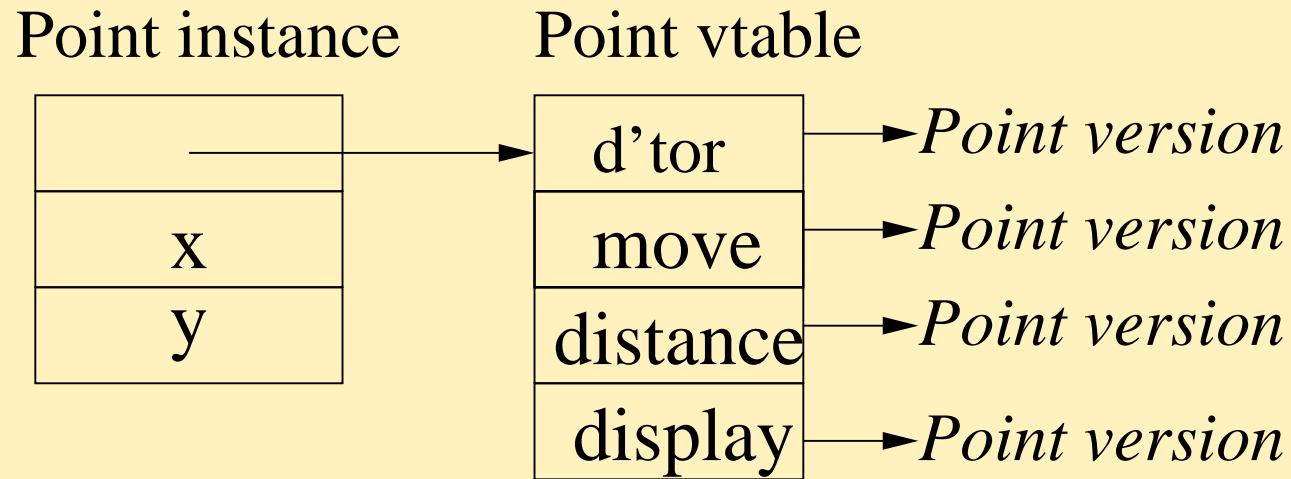 Point instance
Point vtable
d’tor
Point version
x
move
Point version
y
distance
Point version
display
Point version